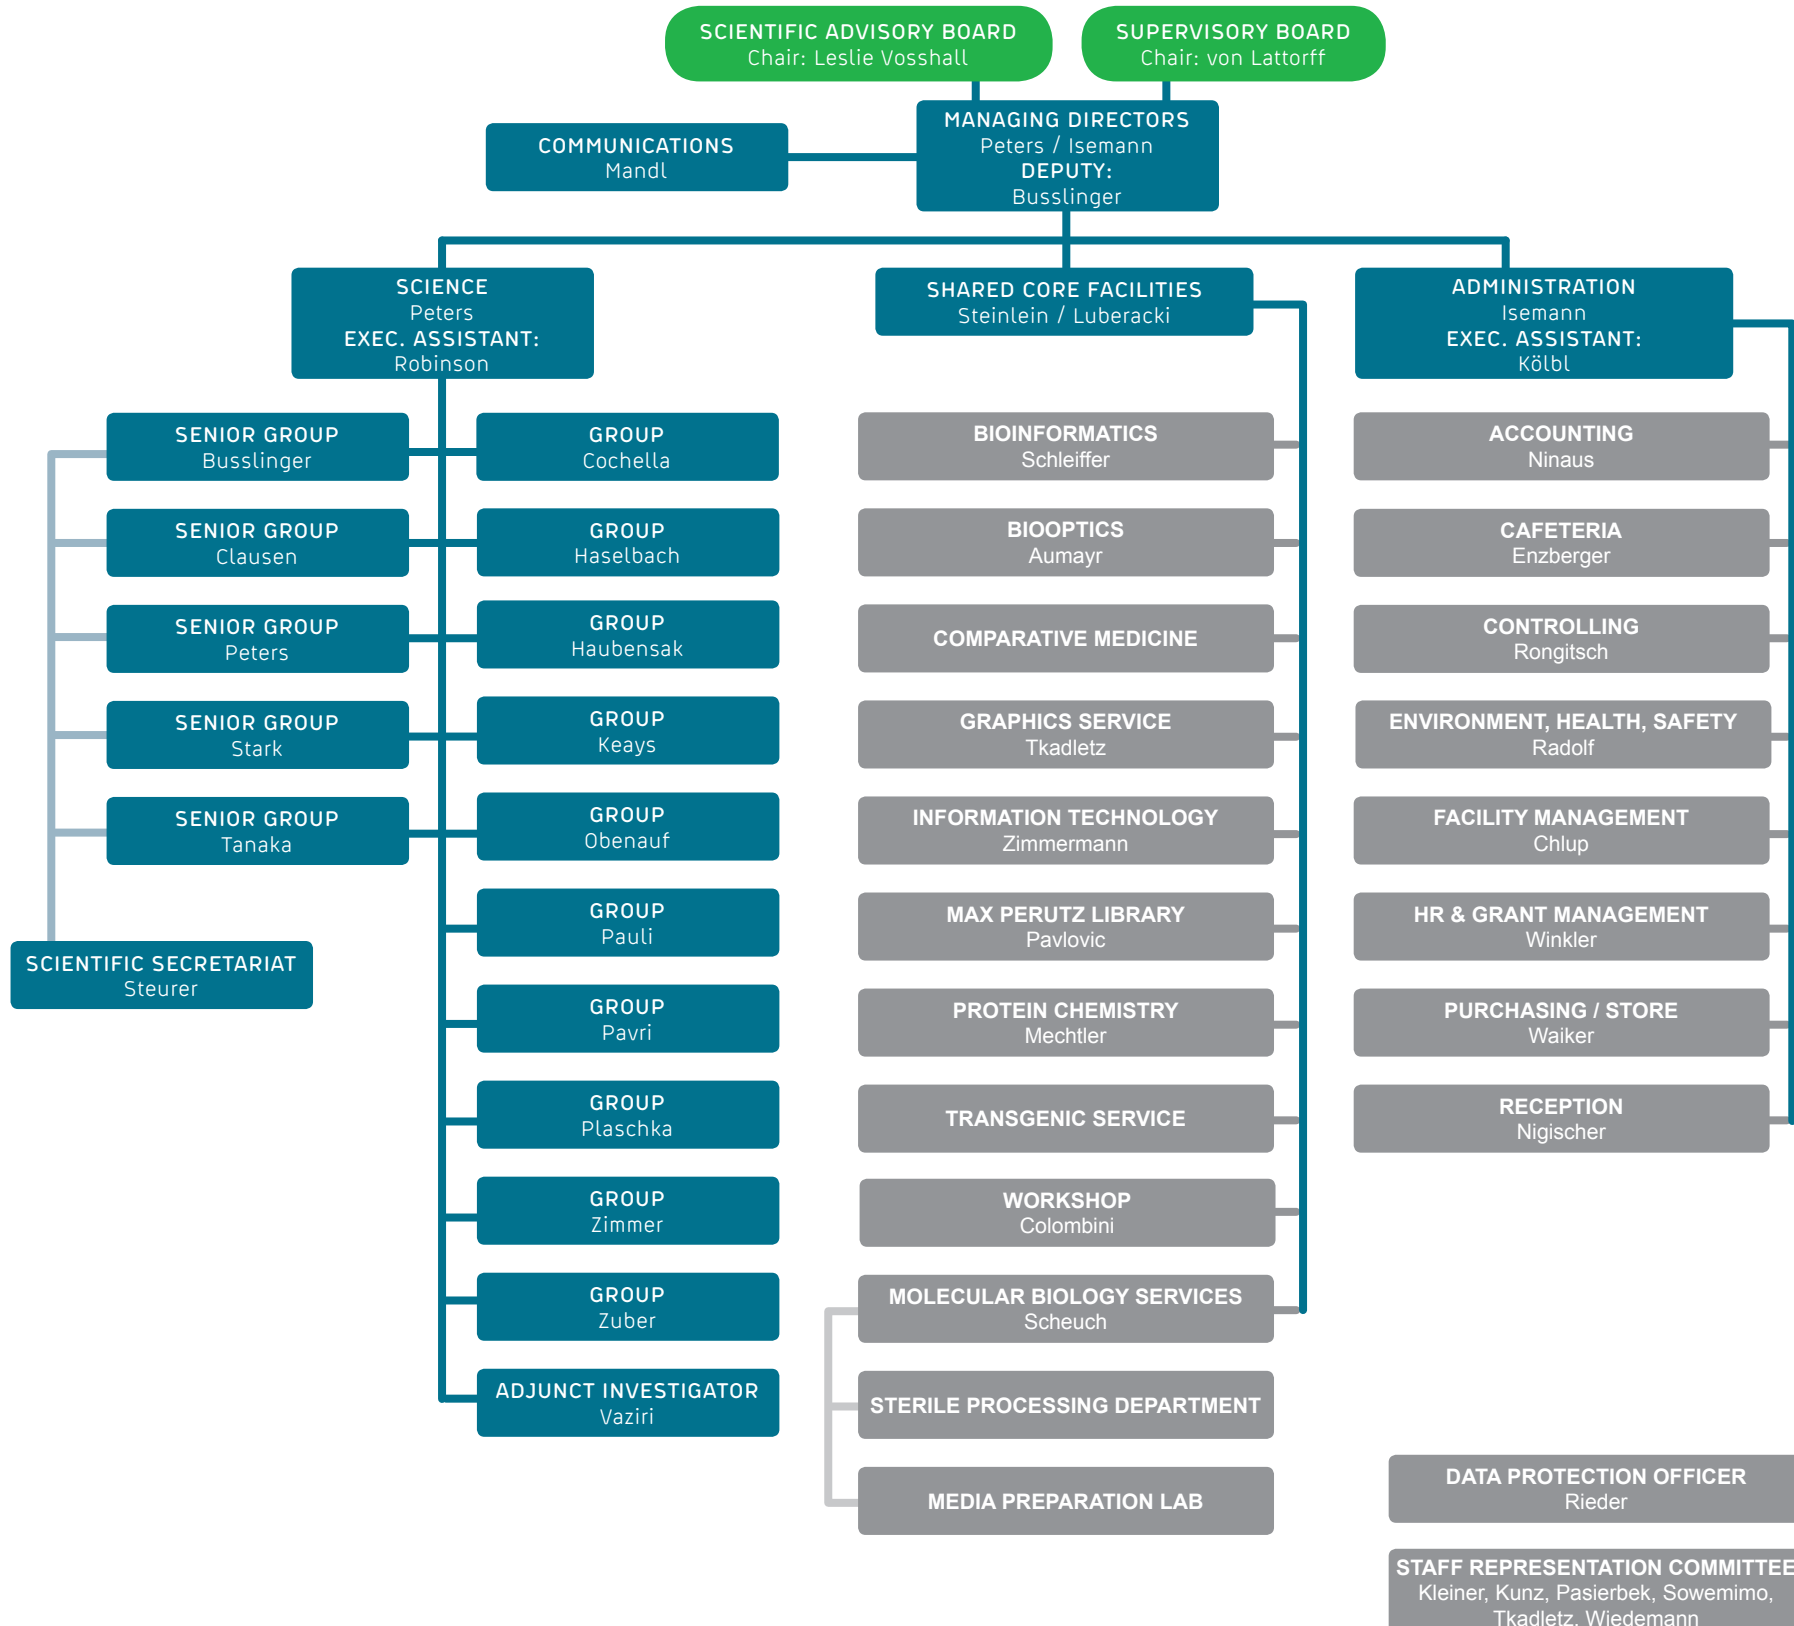 SCIENTIFIC ADVISORY BOARD
Chair: Leslie Vosshall
SUPERVISORY BOARD
Chair: von Lattorff
COMMUNICATIONS
Mandl
MANAGING DIRECTORS
Peters / Isemann
DEPUTY:
Busslinger
SCIENCE
Peters
EXEC. ASSISTANT:
Robinson
SHARED CORE FACILITIES
Steinlein / Luberacki
ADMINISTRATION
Isemann
EXEC. ASSISTANT:
Kölbl
SENIOR GROUP
Busslinger
SENIOR GROUP
Clausen
SENIOR GROUP
Peters
SENIOR GROUP
Stark
SENIOR GROUP
Tanaka
SCIENTIFIC SECRETARIAT
Steurer
GROUP
Cochella
GROUP
Haselbach
GROUP
Haubensak
GROUP
Keays
GROUP
Obenauf
GROUP
Pauli
GROUP
Pavri
GROUP
Plaschka
GROUP
Zimmer
GROUP
Zuber
ADJUNCT INVESTIGATOR
Vaziri
BIOINFORMATICS
Schleiffer
BIOOPTICS
Aumayr
COMPARATIVE MEDICINE
GRAPHICS SERVICE
Tkadletz
INFORMATION TECHNOLOGY
Zimmermann
MAX PERUTZ LIBRARY
Pavlovic
PROTEIN CHEMISTRY
Mechtler
TRANSGENIC SERVICE
WORKSHOP
Colombini
MOLECULAR BIOLOGY SERVICES
Scheuch
STERILE PROCESSING DEPARTMENT
MEDIA PREPARATION LAB
ACCOUNTING
Ninaus
CAFETERIA
Enzberger
CONTROLLING
Rongitsch
ENVIRONMENT, HEALTH, SAFETY
Radolf
FACILITY MANAGEMENT
Chlup
HR & GRANT MANAGEMENT
Winkler
PURCHASING / STORE
Waiker
RECEPTION
Nigischer
DATA PROTECTION OFFICER
Rieder
STAFF REPRESENTATION COMMITTEE
Kleiner, Kunz, Pasierbek, Sowemimo,
Tkadletz, Wiedemann